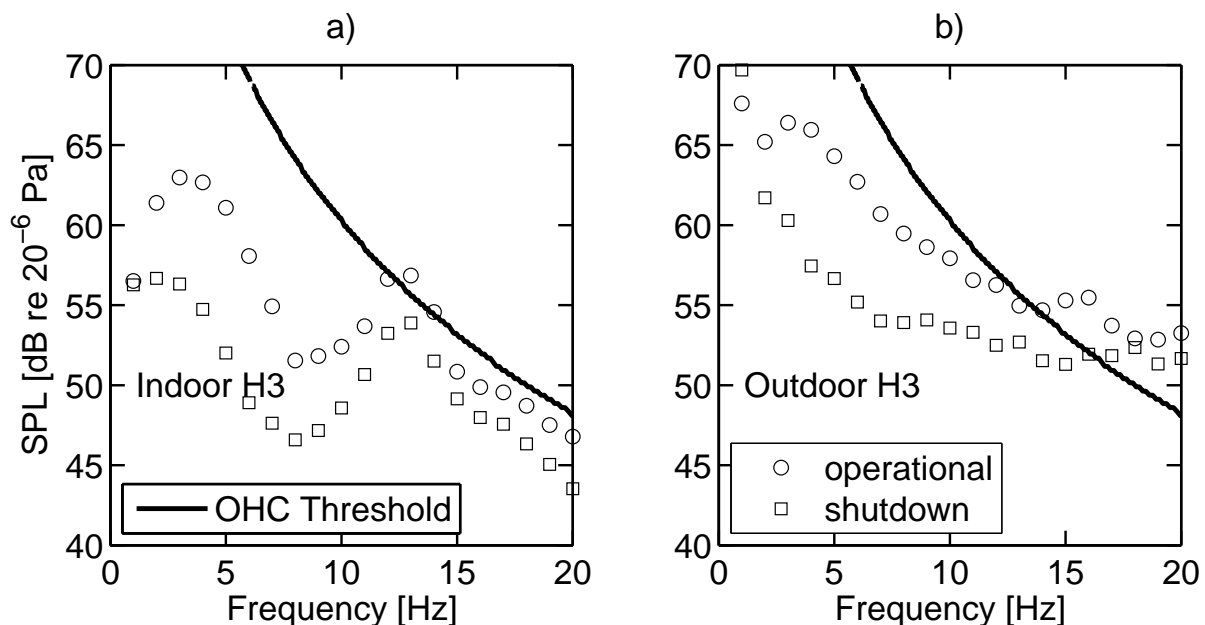 a)
SPL [dB re 20⁻⁶ Pa]
70
65
60
55
50
45
40
Indoor H3
OHC Threshold
0 5 10 15 20
Frequency [Hz]
b)
70
65
60
55
50
45
40
Outdoor H3
operational
shutdown
0 5 10 15 20
Frequency [Hz]